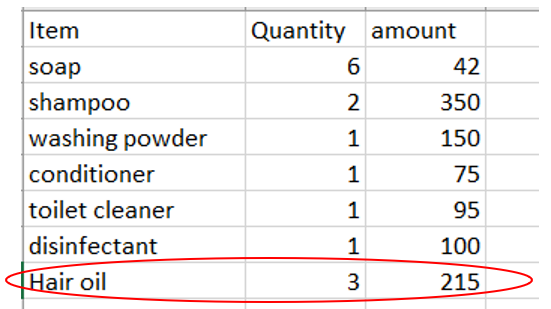 Item Quantity amount
soap 6 42
shampoo 2 350
washing powder 1 150
conditioner 1 75
toilet cleaner 1 95
disinfectant 1 100
Hair oil 3 215